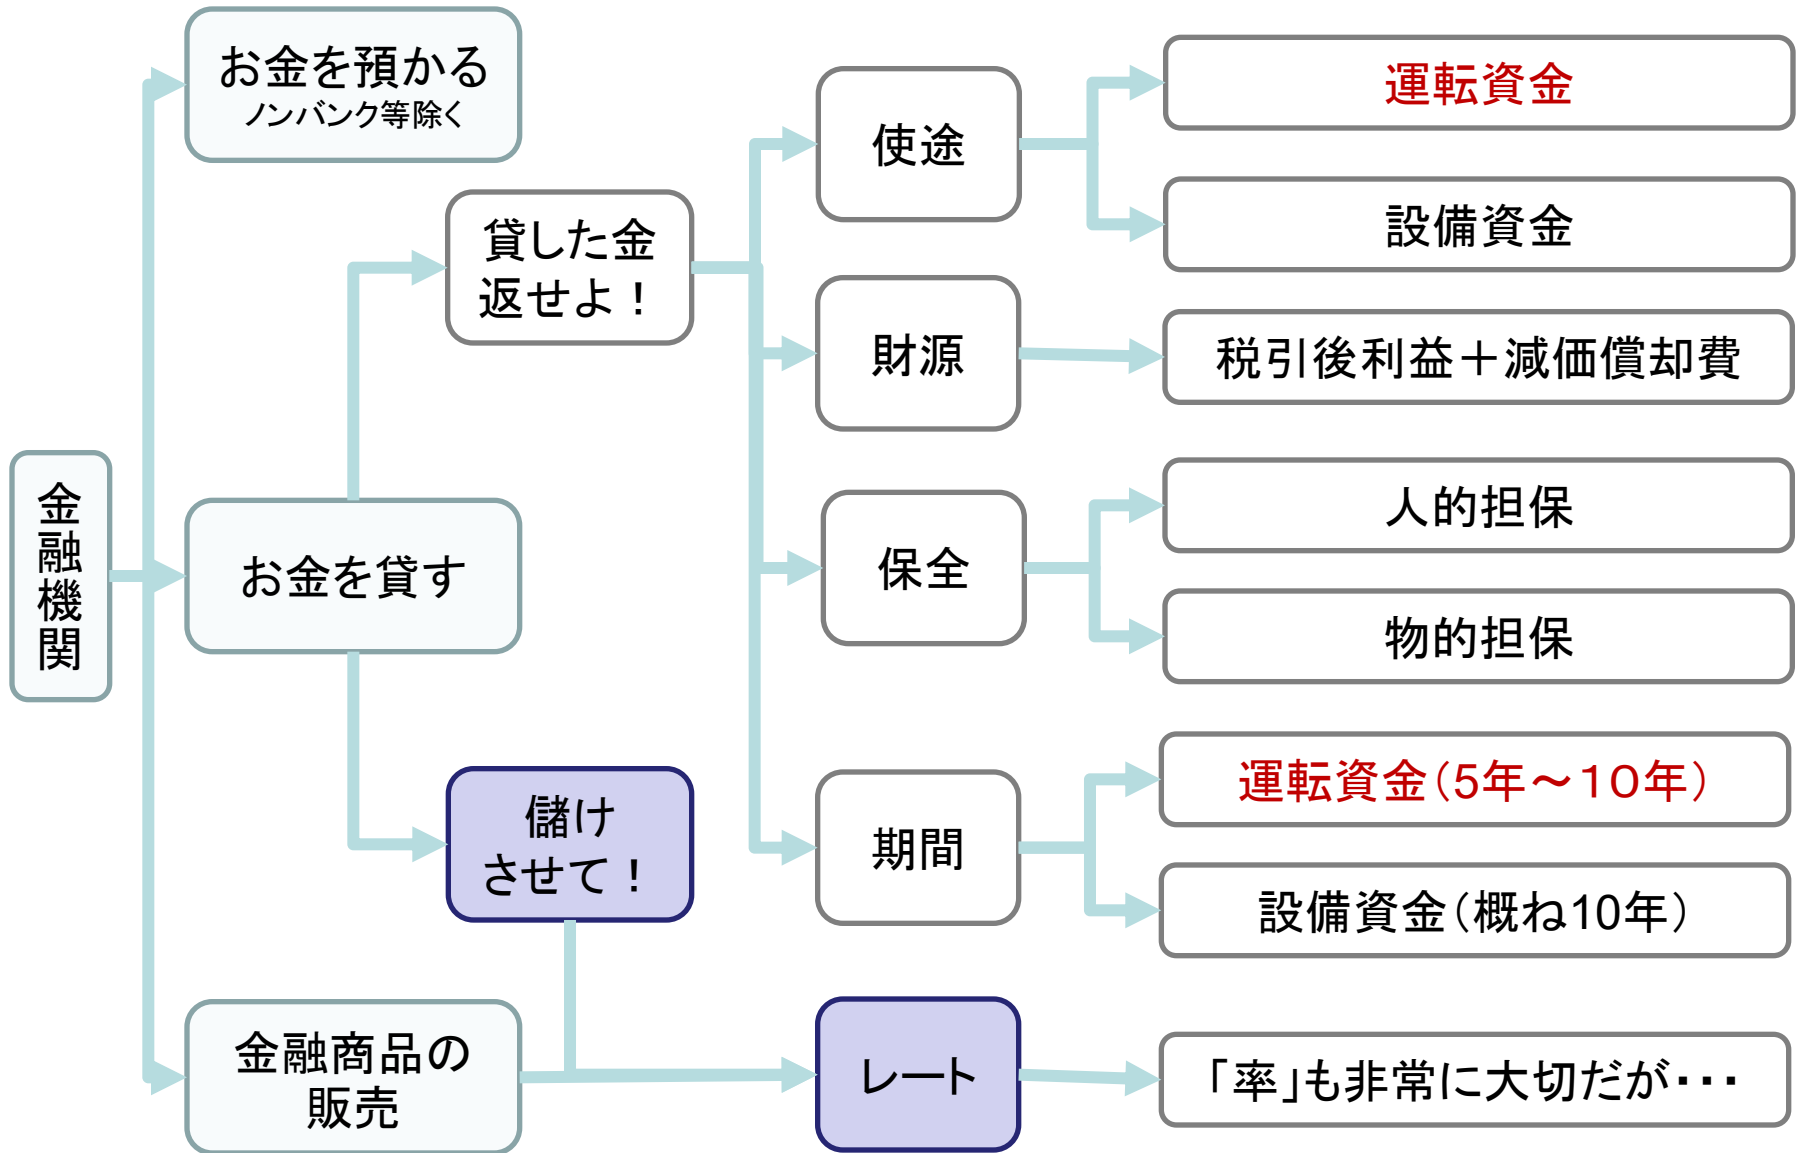 金融機関
お金を預かる
ノンバンク等除く
お金を貸す
金融商品の
販売
貸した金
返せよ！
儲け
させて！
使途
財源
保全
期間
レート
運転資金
設備資金
税引後利益＋減価償却費
人的担保
物的担保
運転資金（5年～１０年）
設備資金（概ね10年）
「率」も非常に大切だが・・・